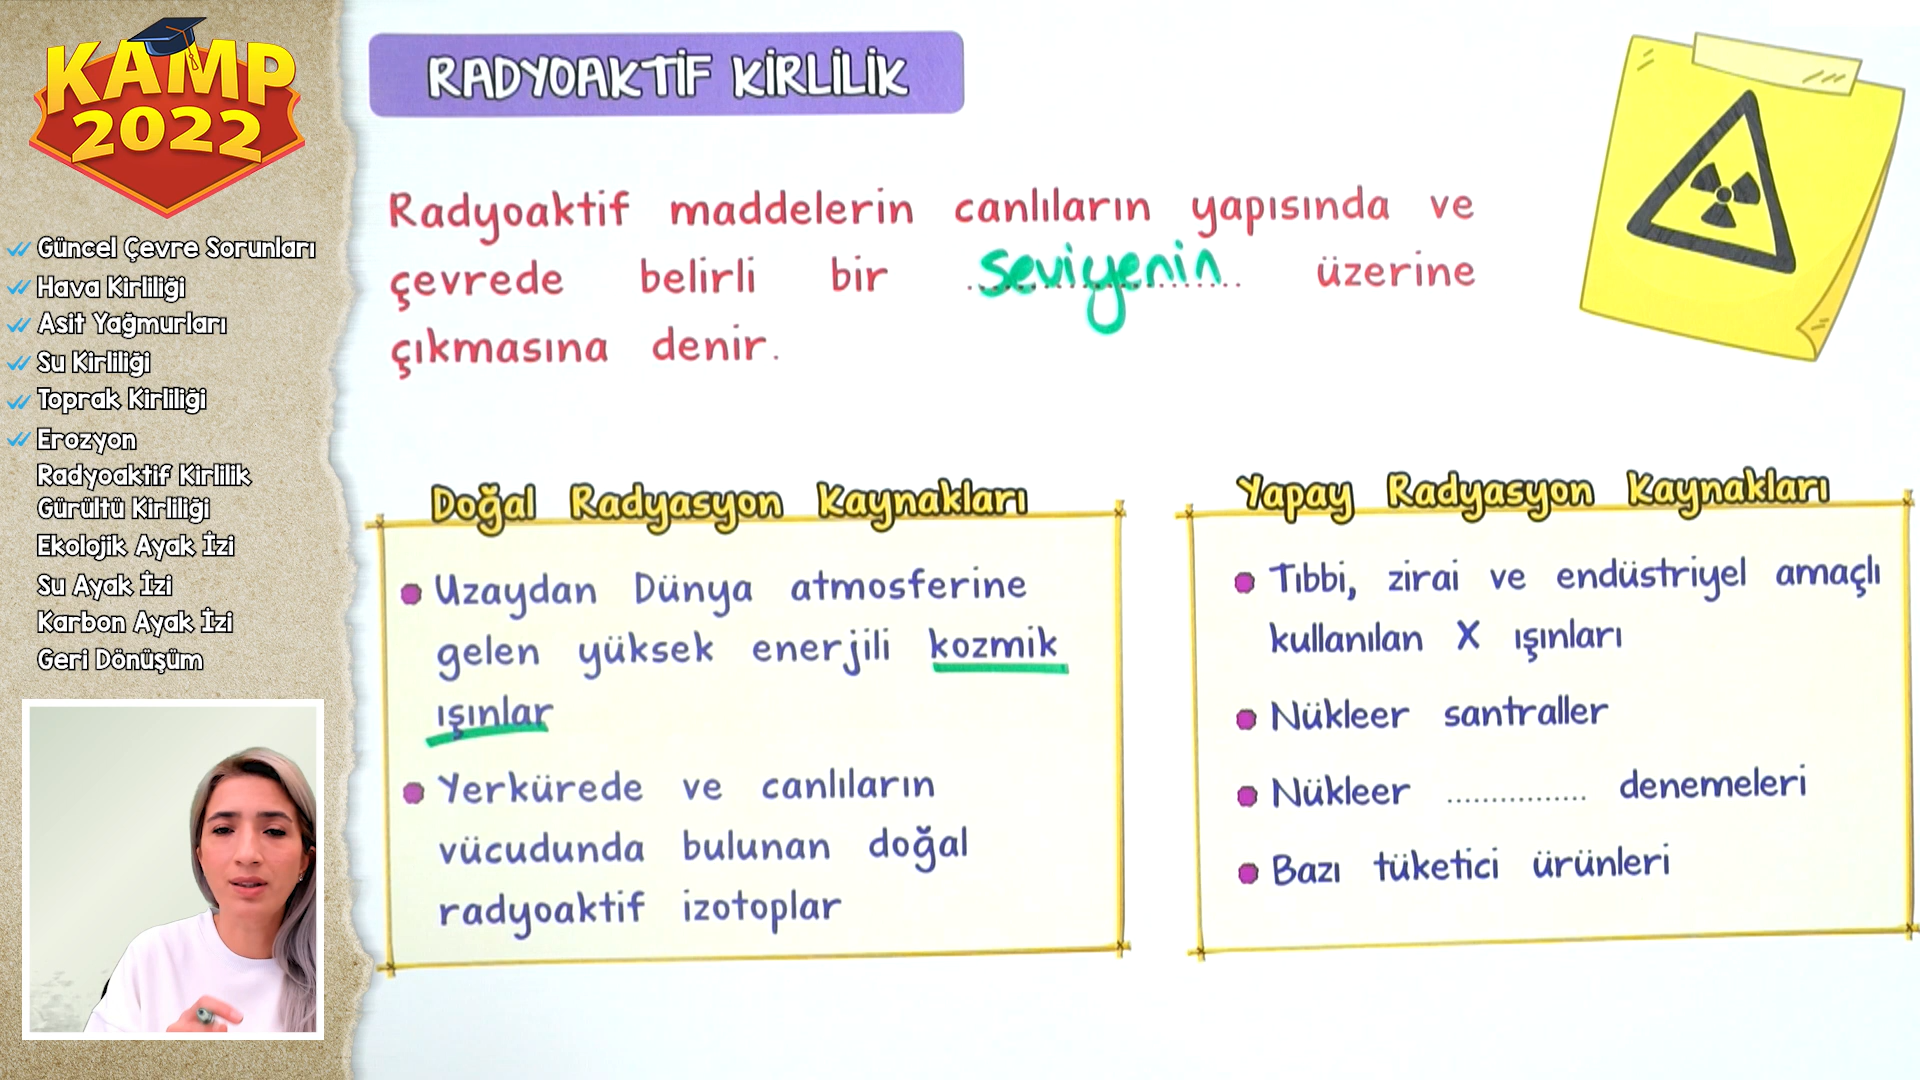 KAMP
2022
Güncel Çevre Sorunları
Hava Kirliliği
Asit Yağmurları
Su Kirliliği
Toprak Kirliliği
Erozyon
Radyoaktif Kirlilik
Gürültü Kirliliği
Ekolojik Ayak İzi
Su Ayak İzi
Karbon Ayak İzi
Geri Dönüşüm
RADYOAKTİF KİRLİLİK
Radyoaktif maddelerin canlıların yapısında ve
çevrede belirli bir seviyenin üzerine
çıkmasına denir.
Doğal Radyasyon Kaynakları
Uzaydan Dünya atmosferine
gelen yüksek enerjili kozmik
ışınlar
Yerkürede ve canlıların
vücudunda bulunan doğal
radyoaktif izotoplar
Yapay Radyasyon Kaynakları
Tıbbi, zirai ve endüstriyel amaçlı
kullanılan X ışınları
Nükleer santraller
Nükleer ................ denemeleri
Bazı tüketici ürünleri